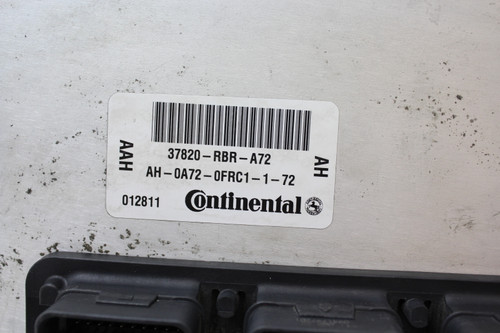 37820-RBR-A72
AAH
AH
AH-0A72-0FRC1-1-72
012811
Continental